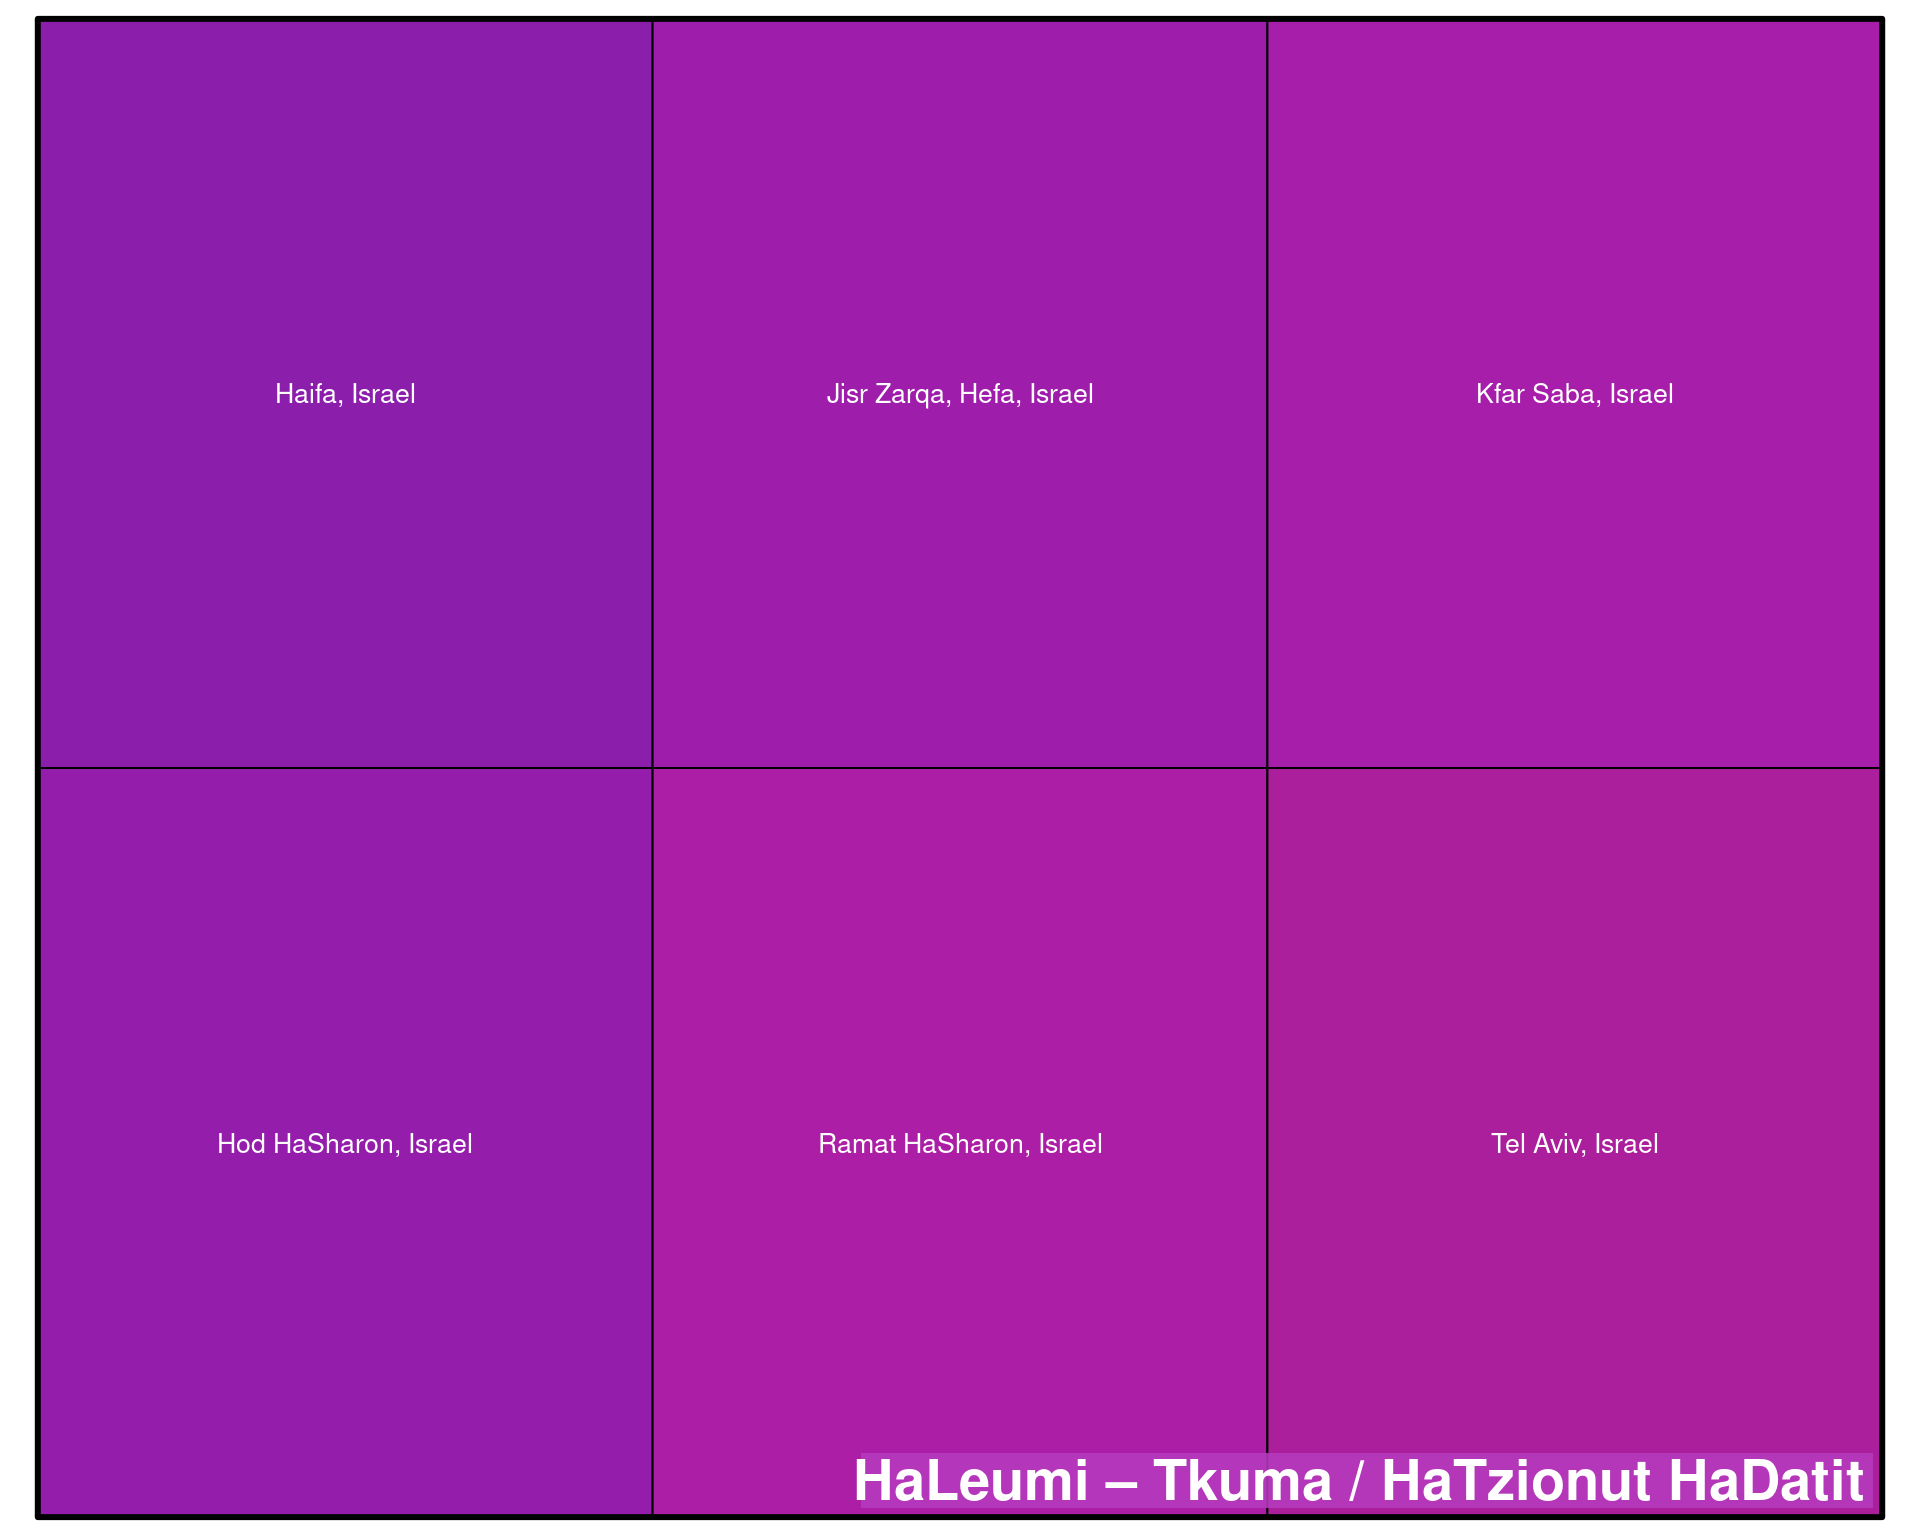 Haifa, Israel
Jisr Zarqa, Hefa, Israel
Kfar Saba, Israel
Hod HaSharon, Israel
Ramat HaSharon, Israel
Tel Aviv, Israel
HaLeumi – Tkuma / HaTzionut HaDatit